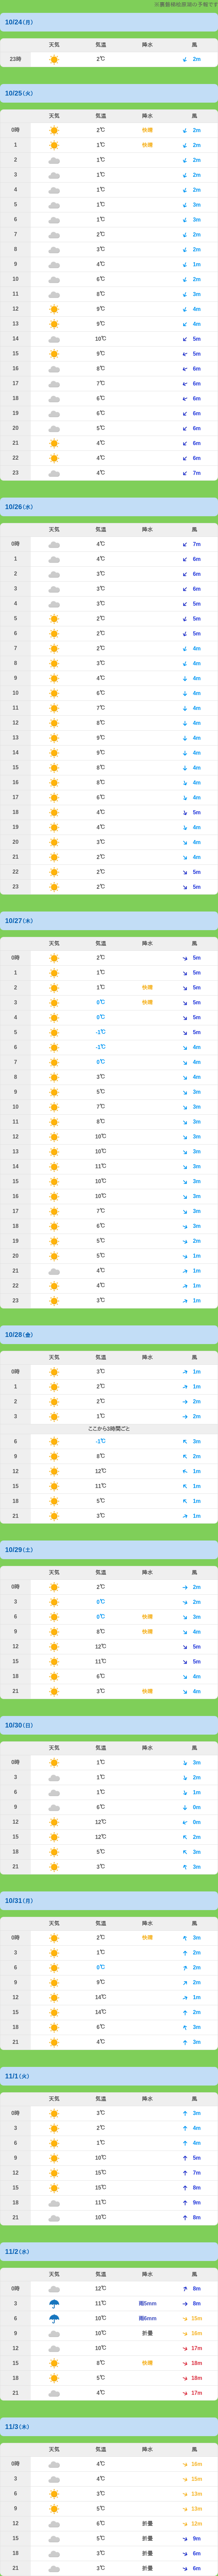 ※農場桃牧鎭周の予報です
10/24（月）
天気 気温 降水 風
23時 2℃ 2m
10/25（火）
天気 気温 降水 風
0時 2℃ 快晴 2m
1 1℃ 快晴 2m
2 1℃ 2m
3 1℃ 2m
4 1℃ 2m
5 1℃ 3m
6 1℃ 3m
7 2℃ 2m
8 3℃ 2m
9 4℃ 1m
10 6℃ 2m
11 8℃ 3m
12 9℃ 4m
13 9℃ 4m
14 10℃ 5m
15 9℃ 5m
16 8℃ 6m
17 7℃ 6m
18 6℃ 6m
19 6℃ 6m
20 5℃ 6m
21 4℃ 6m
22 4℃ 6m
23 4℃ 7m
10/26（水）
天気 気温 降水 風
0時 4℃ 7m
1 4℃ 6m
2 3℃ 6m
3 3℃ 6m
4 3℃ 5m
5 2℃ 5m
6 2℃ 5m
7 2℃ 4m
8 3℃ 4m
9 4℃ 4m
10 6℃ 4m
11 7℃ 4m
12 8℃ 4m
13 9℃ 4m
14 9℃ 4m
15 8℃ 4m
16 8℃ 4m
17 6℃ 4m
18 4℃ 5m
19 4℃ 4m
20 3℃ 4m
21 2℃ 4m
22 2℃ 5m
23 2℃ 5m
10/27（木）
天気 気温 降水 風
0時 2℃ 5m
1 1℃ 5m
2 1℃ 快晴 5m
3 0℃ 快晴 5m
4 0℃ 5m
5 -1℃ 5m
6 -1℃ 4m
7 0℃ 4m
8 3℃ 4m
9 5℃ 3m
10 7℃ 3m
11 8℃ 3m
12 10℃ 3m
13 10℃ 3m
14 11℃ 3m
15 10℃ 3m
16 10℃ 3m
17 7℃ 3m
18 6℃ 3m
19 5℃ 2m
20 5℃ 1m
21 4℃ 1m
22 4℃ 1m
23 3℃ 1m
10/28（金）
天気 気温 降水 風
0時 3℃ 1m
1 2℃ 1m
2 2℃ 2m
3 1℃ 2m
ここから3時間ごと
6 -1℃ 3m
9 8℃ 2m
12 12℃ 1m
15 11℃ 1m
18 5℃ 1m
21 3℃ 1m
10/29（土）
天気 気温 降水 風
0時 2℃ 2m
3 0℃ 2m
6 0℃ 快晴 3m
9 8℃ 快晴 4m
12 12℃ 5m
15 11℃ 5m
18 6℃ 4m
21 3℃ 快晴 4m
10/30（日）
天気 気温 降水 風
0時 1℃ 3m
3 1℃ 2m
6 1℃ 1m
9 6℃ 0m
12 12℃ 0m
15 12℃ 2m
18 5℃ 3m
21 3℃ 3m
10/31（月）
天気 気温 降水 風
0時 2℃ 快晴 3m
3 1℃ 2m
6 0℃ 2m
9 9℃ 2m
12 14℃ 1m
15 14℃ 2m
18 6℃ 3m
21 4℃ 3m
11/1（火）
天気 気温 降水 風
0時 3℃ 3m
3 2℃ 4m
6 1℃ 4m
9 10℃ 5m
12 15℃ 7m
15 15℃ 8m
18 11℃ 9m
21 10℃ 8m
11/2（水）
天気 気温 降水 風
0時 12℃ 8m
3 11℃ 雨5mm 8m
6 10℃ 雨6mm 15m
9 10℃ 折曇 16m
12 10℃ 17m
15 8℃ 快晴 18m
18 5℃ 18m
21 4℃ 17m
11/3（木）
天気 気温 降水 風
0時 4℃ 16m
3 4℃ 15m
6 3℃ 13m
9 5℃ 13m
12 6℃ 折曇 12m
15 5℃ 折曇 9m
18 3℃ 折曇 6m
21 3℃ 折曇 6m